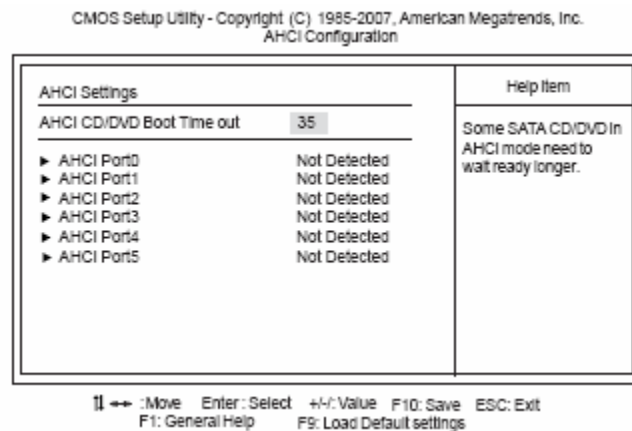 CMOS Setup Utility - Copyright (C) 1985-2007, American Megatrends, Inc.
AHCI Configuration
AHCI Settings
AHCI CD/DVD Boot Time out 35
► AHCI Port0 Not Detected
► AHCI Port1 Not Detected
► AHCI Port2 Not Detected
► AHCI Port3 Not Detected
► AHCI Port4 Not Detected
► AHCI Port5 Not Detected
Help Item
Some SATA CD/DVD in
AHCI mode need to
wait ready longer.
↑↓ ←→ :Move Enter : Select +/-/: Value F10: Save ESC: Exit
F1: General Help F9: Load Default settings